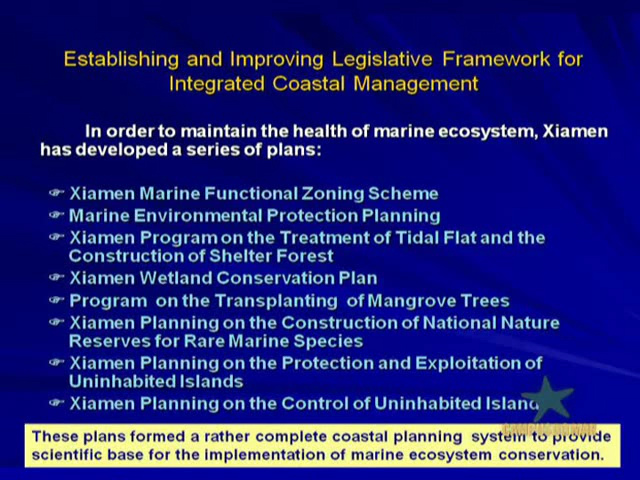 Establishing and Improving Legislative Framework for
Integrated Coastal Management
In order to maintain the health of marine ecosystem, Xiamen
has developed a series of plans:
Xiamen Marine Functional Zoning Scheme
Marine Environmental Protection Planning
Xiamen Program on the Treatment of Tidal Flat and the
Construction of Shelter Forest
Xiamen Wetland Conservation Plan
Program on the Transplanting of Mangrove Trees
Xiamen Planning on the Construction of National Nature
Reserves for Rare Marine Species
Xiamen Planning on the Protection and Exploitation of
Uninhabited Islands
Xiamen Planning on the Control of Uninhabited Island
These plans formed a rather complete coastal planning system to provide
scientific base for the implementation of marine ecosystem conservation.